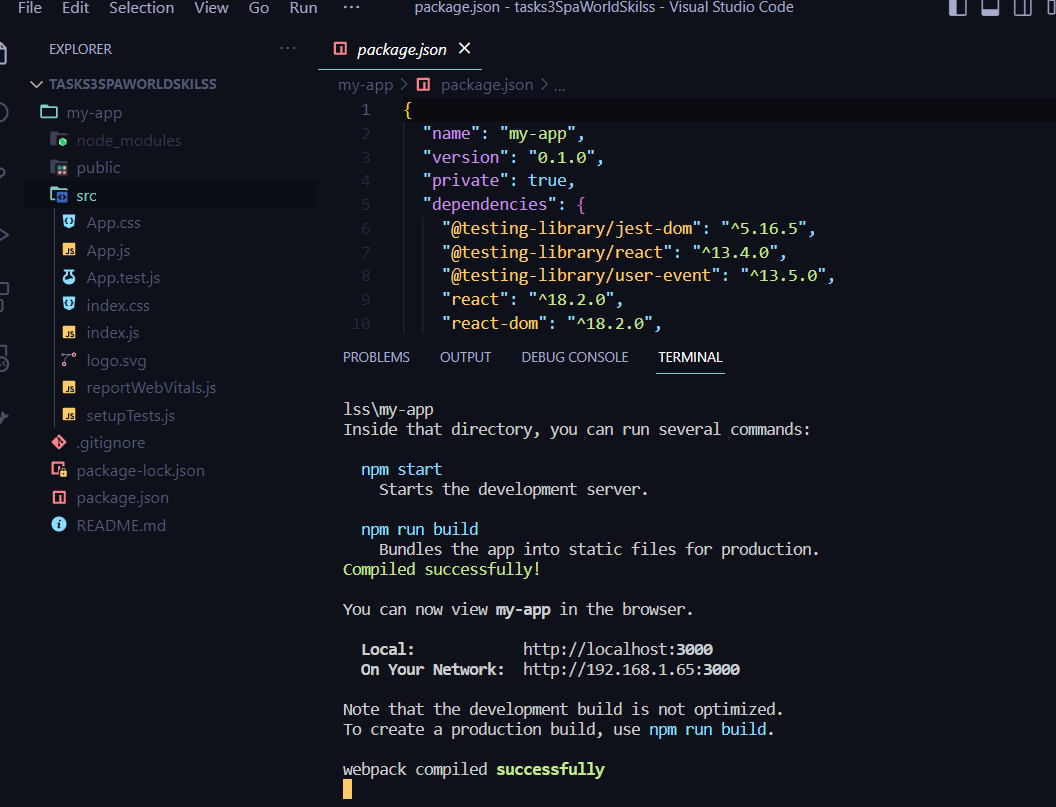 File Edit Selection View Go Run ··· package.json - tasks3SpaWorldSkilss - Visual Studio Code
EXPLORER ···
TASKS3SPAWORLDSKILSS
my-app
node_modules
public
src
App.css
App.js
App.test.js
index.css
index.js
logo.svg
reportWebVitals.js
setupTests.js
.gitignore
package-lock.json
package.json
README.md
package.json
my-app > package.json > ...
1 {
2 "name": "my-app",
3 "version": "0.1.0",
4 "private": true,
5 "dependencies": {
6 "@testing-library/jest-dom": "^5.16.5",
7 "@testing-library/react": "^13.4.0",
8 "@testing-library/user-event": "^13.5.0",
9 "react": "^18.2.0",
10 "react-dom": "^18.2.0",
PROBLEMS OUTPUT DEBUG CONSOLE TERMINAL
lss\my-app
Inside that directory, you can run several commands:
npm start
Starts the development server.
npm run build
Bundles the app into static files for production.
Compiled successfully!
You can now view my-app in the browser.
Local: http://localhost:3000
On Your Network: http://192.168.1.65:3000
Note that the development build is not optimized.
To create a production build, use npm run build.
webpack compiled successfully